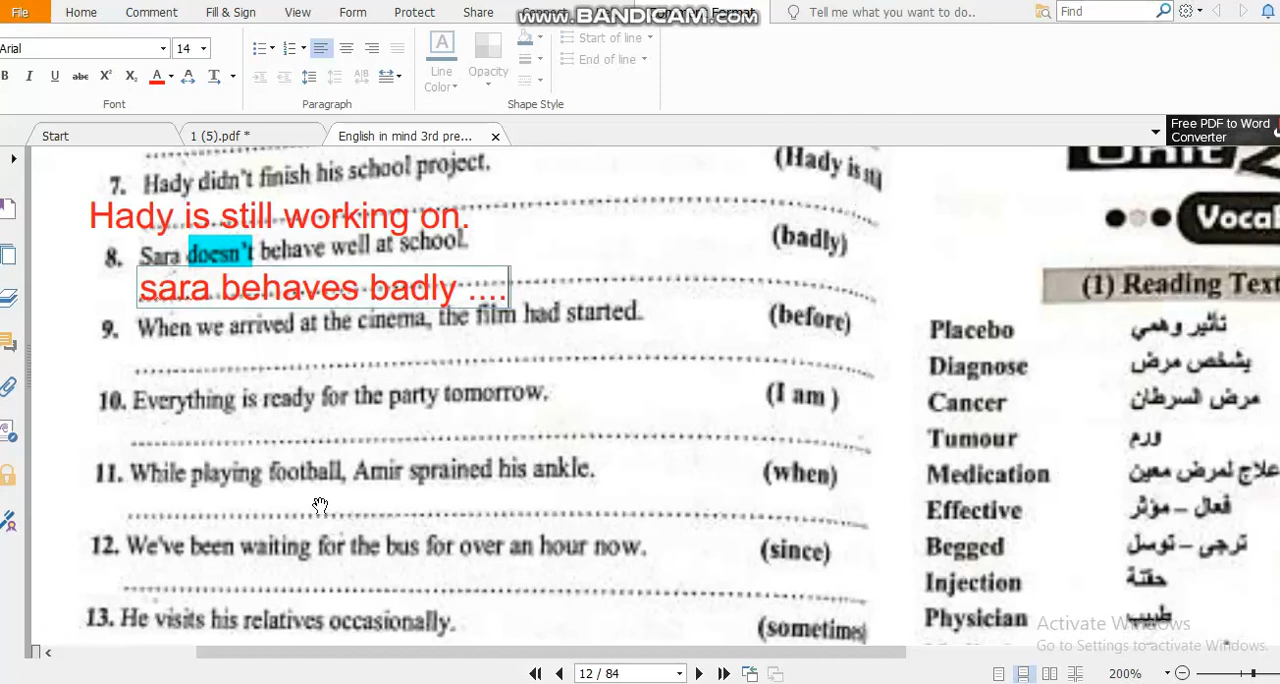 File Home Comment Fill & Sign View Form Protect Share Format Tell me what you want to do.. Find
www.BANDICAM.com
Arial 14 Start of line
B I U abc X² X₂ A T Line Color Opacity End of line
Font Paragraph Shape Style
Start 1 (5).pdf * English in mind 3rd pre... × Free PDF to Word Converter
7. Hady didn't finish his school project. (Hady is still
Hady is still working on.
8. Sara doesn't behave well at school. (badly)
sara behaves badly ....
9. When we arrived at the cinema, the film had started. (before)
10. Everything is ready for the party tomorrow. (I am )
11. While playing football, Amir sprained his ankle. (when)
12. We've been waiting for the bus for over an hour now. (since)
13. He visits his relatives occasionally. (sometimes)
Unit 2
Vocab
(1) Reading Text
Placebo تأثير وهمي
Diagnose يشخص مرض
Cancer مرض السرطان
Tumour ورم
Medication علاج لمرض معين
Effective فعال – مؤثر
Begged ترجى – توسل
Injection حقنة
Physician طبيب
Activate Windows
Go to Settings to activate Windows.
12 / 84 200%